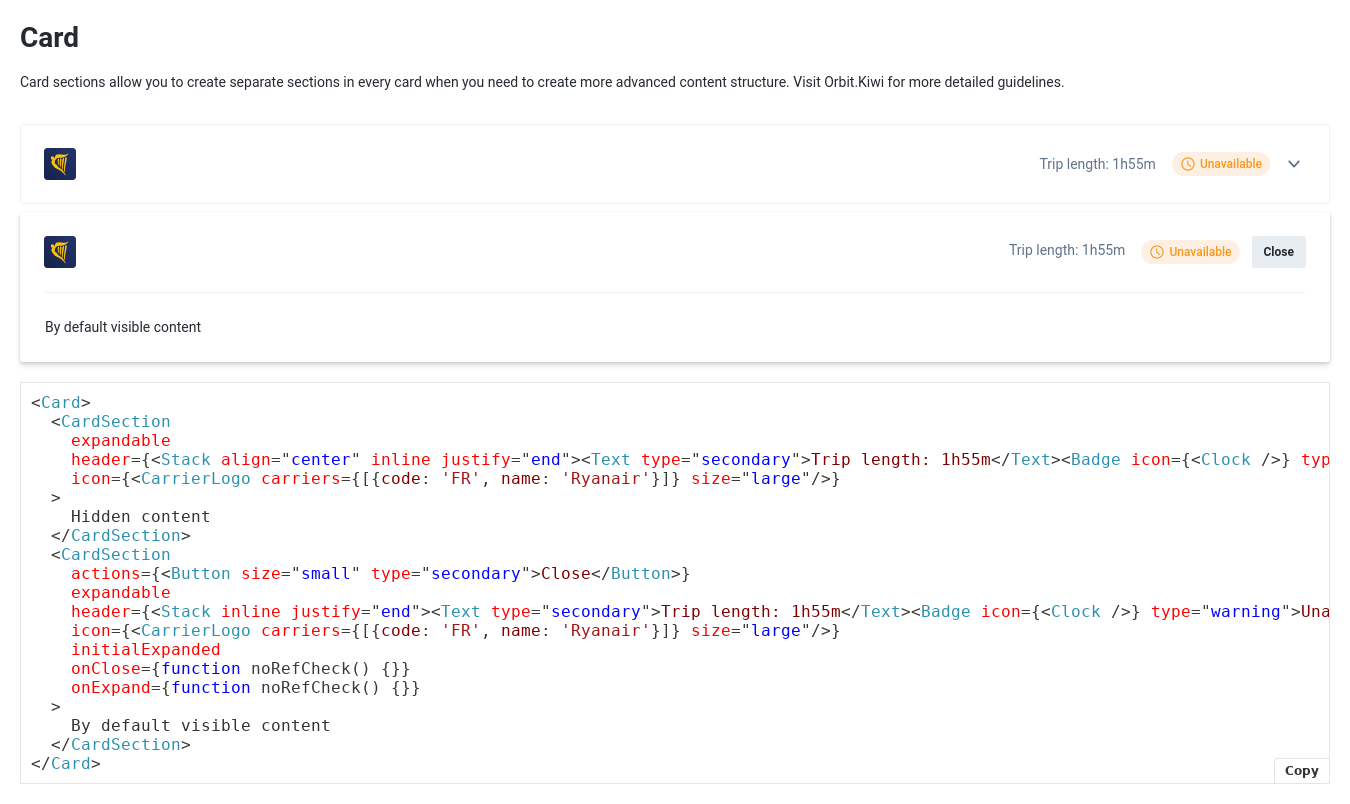 Card
Card sections allow you to create separate sections in every card when you need to create more advanced content structure. Visit Orbit.Kiwi for more detailed guidelines.
Trip length: 1h55m Unavailable
Trip length: 1h55m Unavailable Close
By default visible content
<Card>
  <CardSection
    expandable
    header={<Stack align="center" inline justify="end"><Text type="secondary">Trip length: 1h55m</Text><Badge icon={<Clock />} typ
    icon={<CarrierLogo carriers={[{code: 'FR', name: 'Ryanair'}]} size="large"/>}
  >
    Hidden content
  </CardSection>
  <CardSection
    actions={<Button size="small" type="secondary">Close</Button>}
    expandable
    header={<Stack inline justify="end"><Text type="secondary">Trip length: 1h55m</Text><Badge icon={<Clock />} type="warning">Una
    icon={<CarrierLogo carriers={[{code: 'FR', name: 'Ryanair'}]} size="large"/>}
    initialExpanded
    onClose={function noRefCheck() {}}
    onExpand={function noRefCheck() {}}
  >
    By default visible content
  </CardSection>
</Card>
Copy